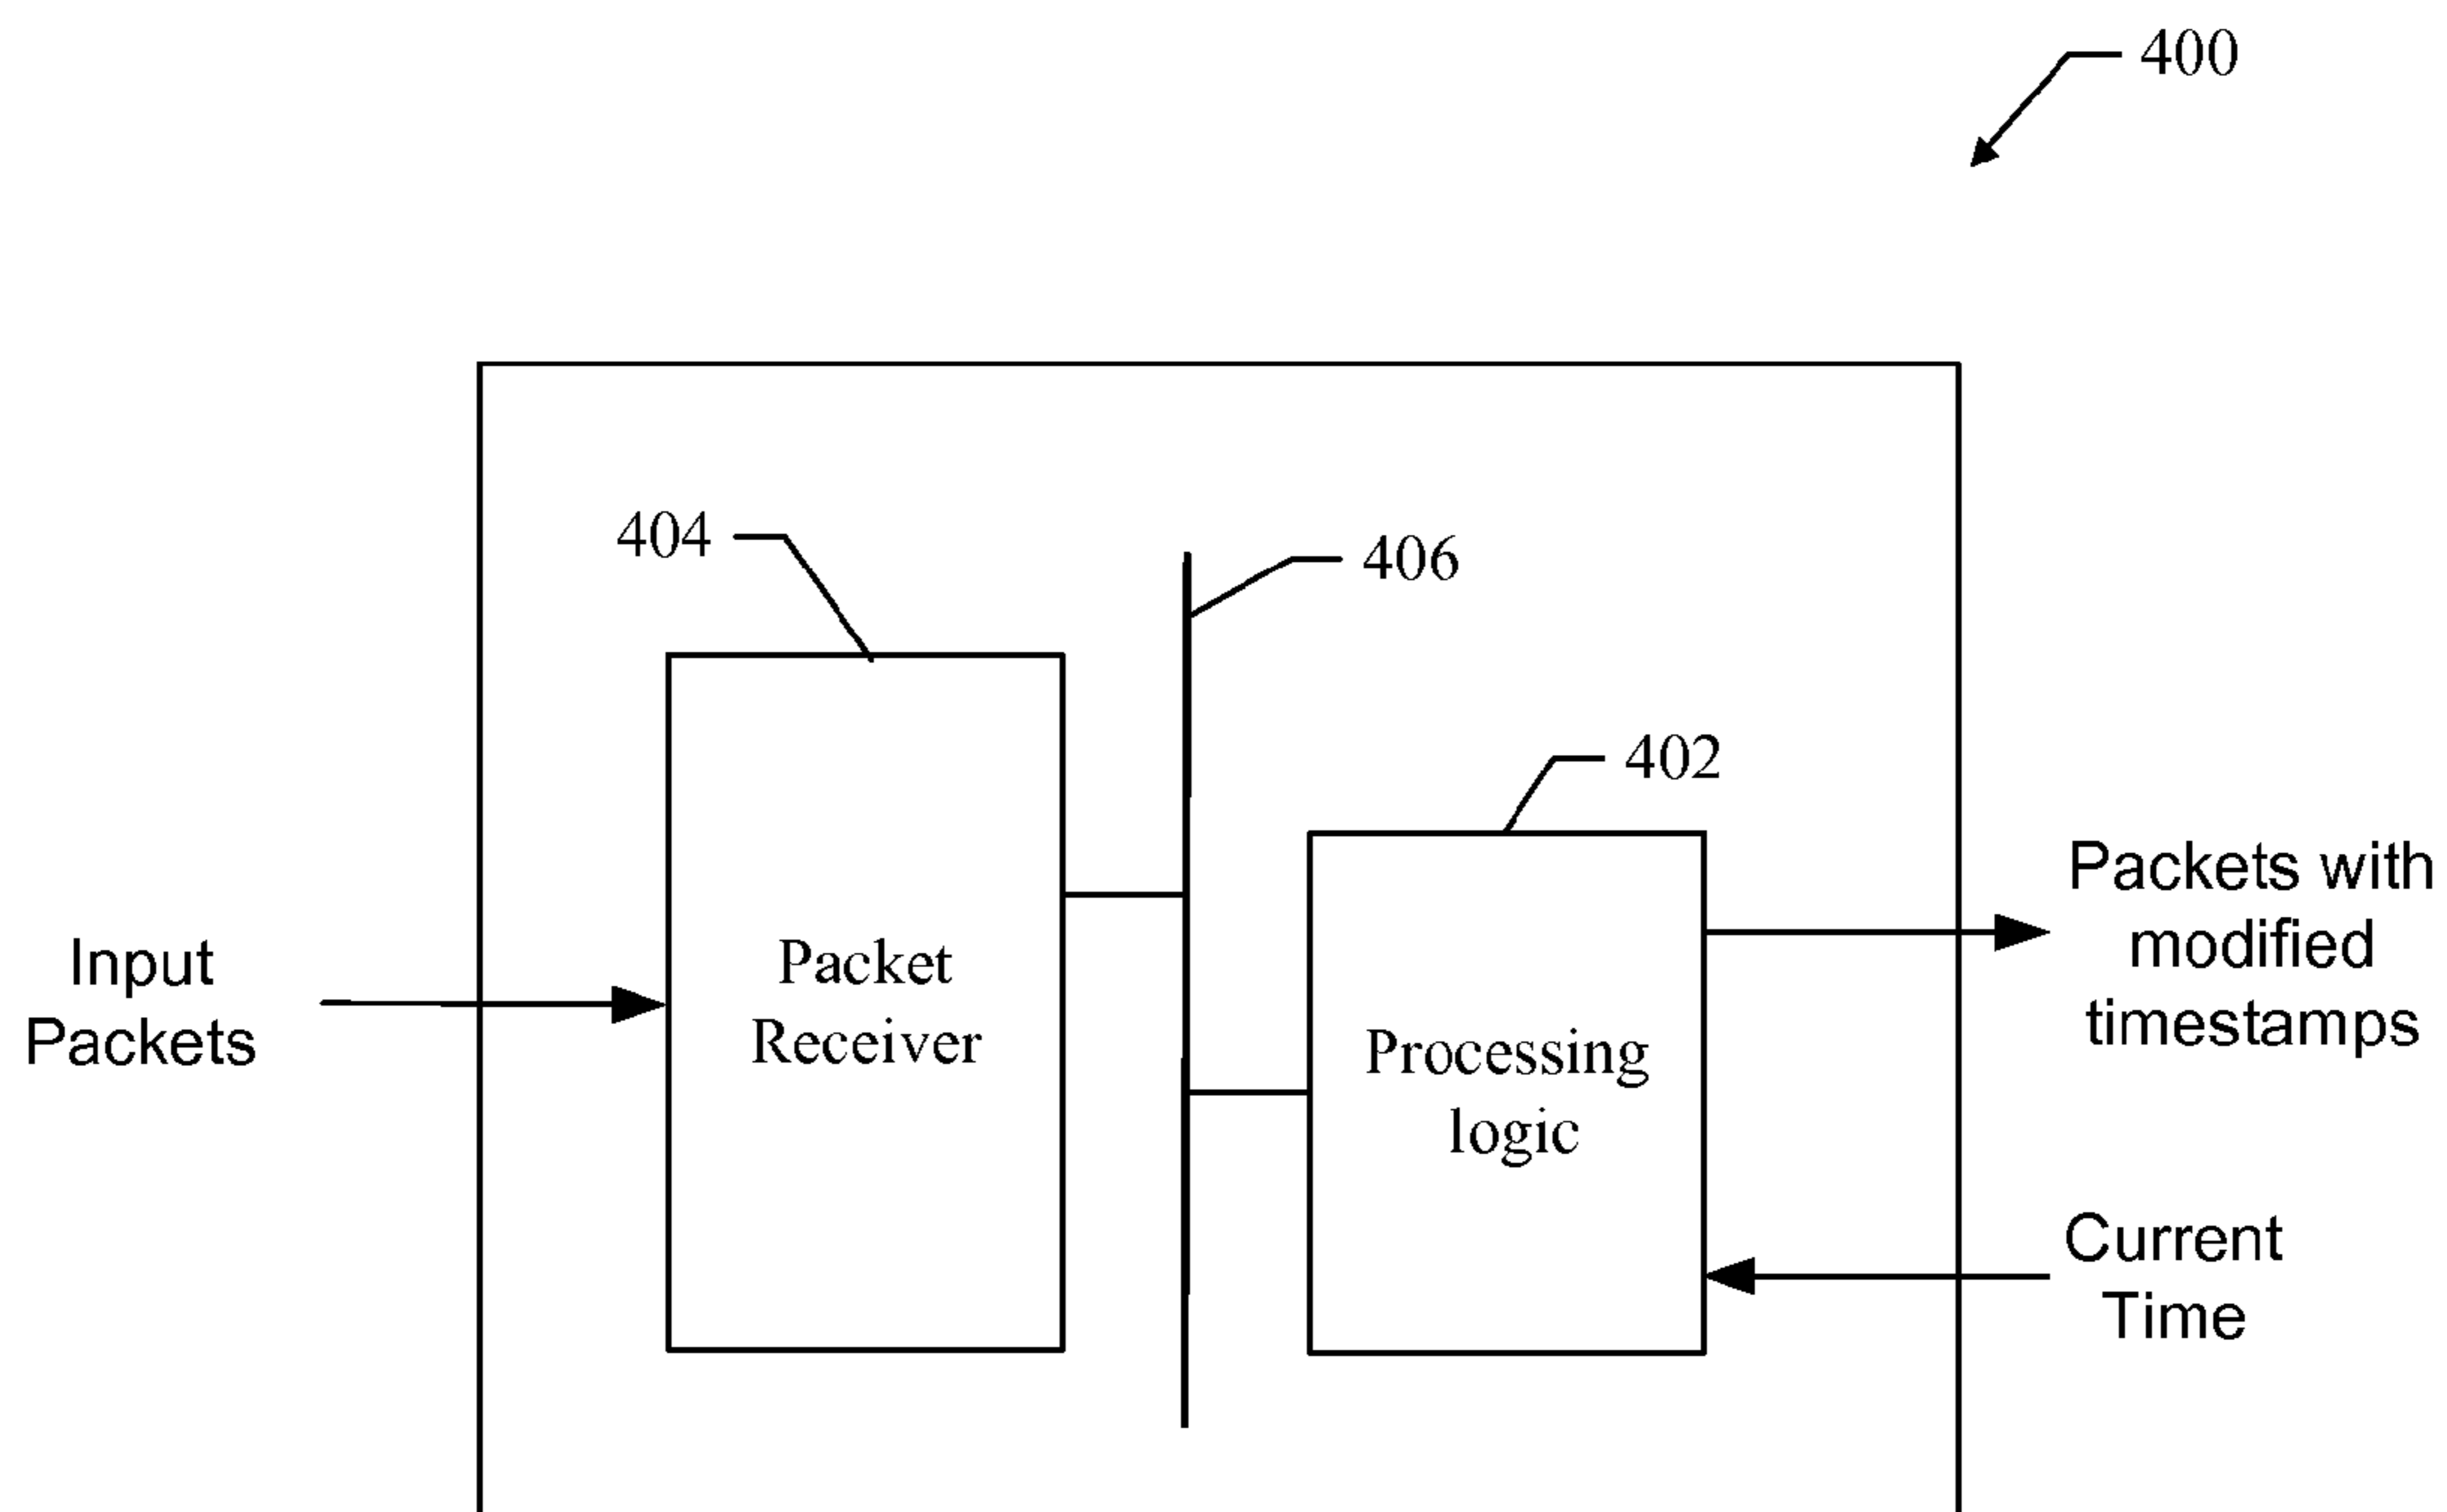 400
404
406
402
Packet
Receiver
Processing
logic
Input
Packets
Packets with
modified
timestamps
Current
Time